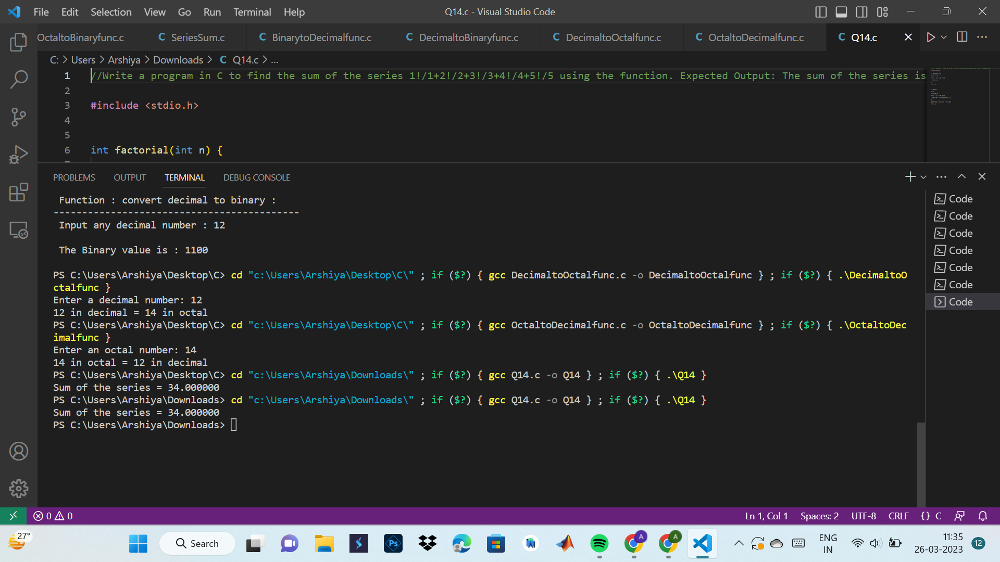 File Edit Selection View Go Run Terminal Help
Q14.c - Visual Studio Code
OctaltoBinaryfunc.c
C SeriesSum.c
C BinarytoDecimalfunc.c
C DecimaltoBinaryfunc.c
C DecimaltoOctalfunc.c
C OctaltoDecimalfunc.c
C Q14.c
C: > Users > Arshiya > Downloads > C Q14.c > ...
1 //Write a program in C to find the sum of the series 1!/1+2!/2+3!/3+4!/4+5!/5 using the function. Expected Output: The sum of the series is
2
3 #include <stdio.h>
4
5
6 int factorial(int n) {
PROBLEMS OUTPUT TERMINAL DEBUG CONSOLE
Function : convert decimal to binary :
-------------------------------------------
Input any decimal number : 12
The Binary value is : 1100
PS C:\Users\Arshiya\Desktop\C> cd "c:\Users\Arshiya\Desktop\C\" ; if ($?) { gcc DecimaltoOctalfunc.c -o DecimaltoOctalfunc } ; if ($?) { .\DecimaltoO
ctalfunc }
Enter a decimal number: 12
12 in decimal = 14 in octal
PS C:\Users\Arshiya\Desktop\C> cd "c:\Users\Arshiya\Desktop\C\" ; if ($?) { gcc OctaltoDecimalfunc.c -o OctaltoDecimalfunc } ; if ($?) { .\OctaltoDec
imalfunc }
Enter an octal number: 14
14 in octal = 12 in decimal
PS C:\Users\Arshiya\Desktop\C> cd "c:\Users\Arshiya\Downloads\" ; if ($?) { gcc Q14.c -o Q14 } ; if ($?) { .\Q14 }
Sum of the series = 34.000000
PS C:\Users\Arshiya\Downloads> cd "c:\Users\Arshiya\Downloads\" ; if ($?) { gcc Q14.c -o Q14 } ; if ($?) { .\Q14 }
Sum of the series = 34.000000
PS C:\Users\Arshiya\Downloads>
Code
Code
Code
Code
Code
Code
Code
0 0
Ln 1, Col 1 Spaces: 2 UTF-8 CRLF {} C
27°
Search
Ps
A
A
ENG
IN
11:35
26-03-2023
12